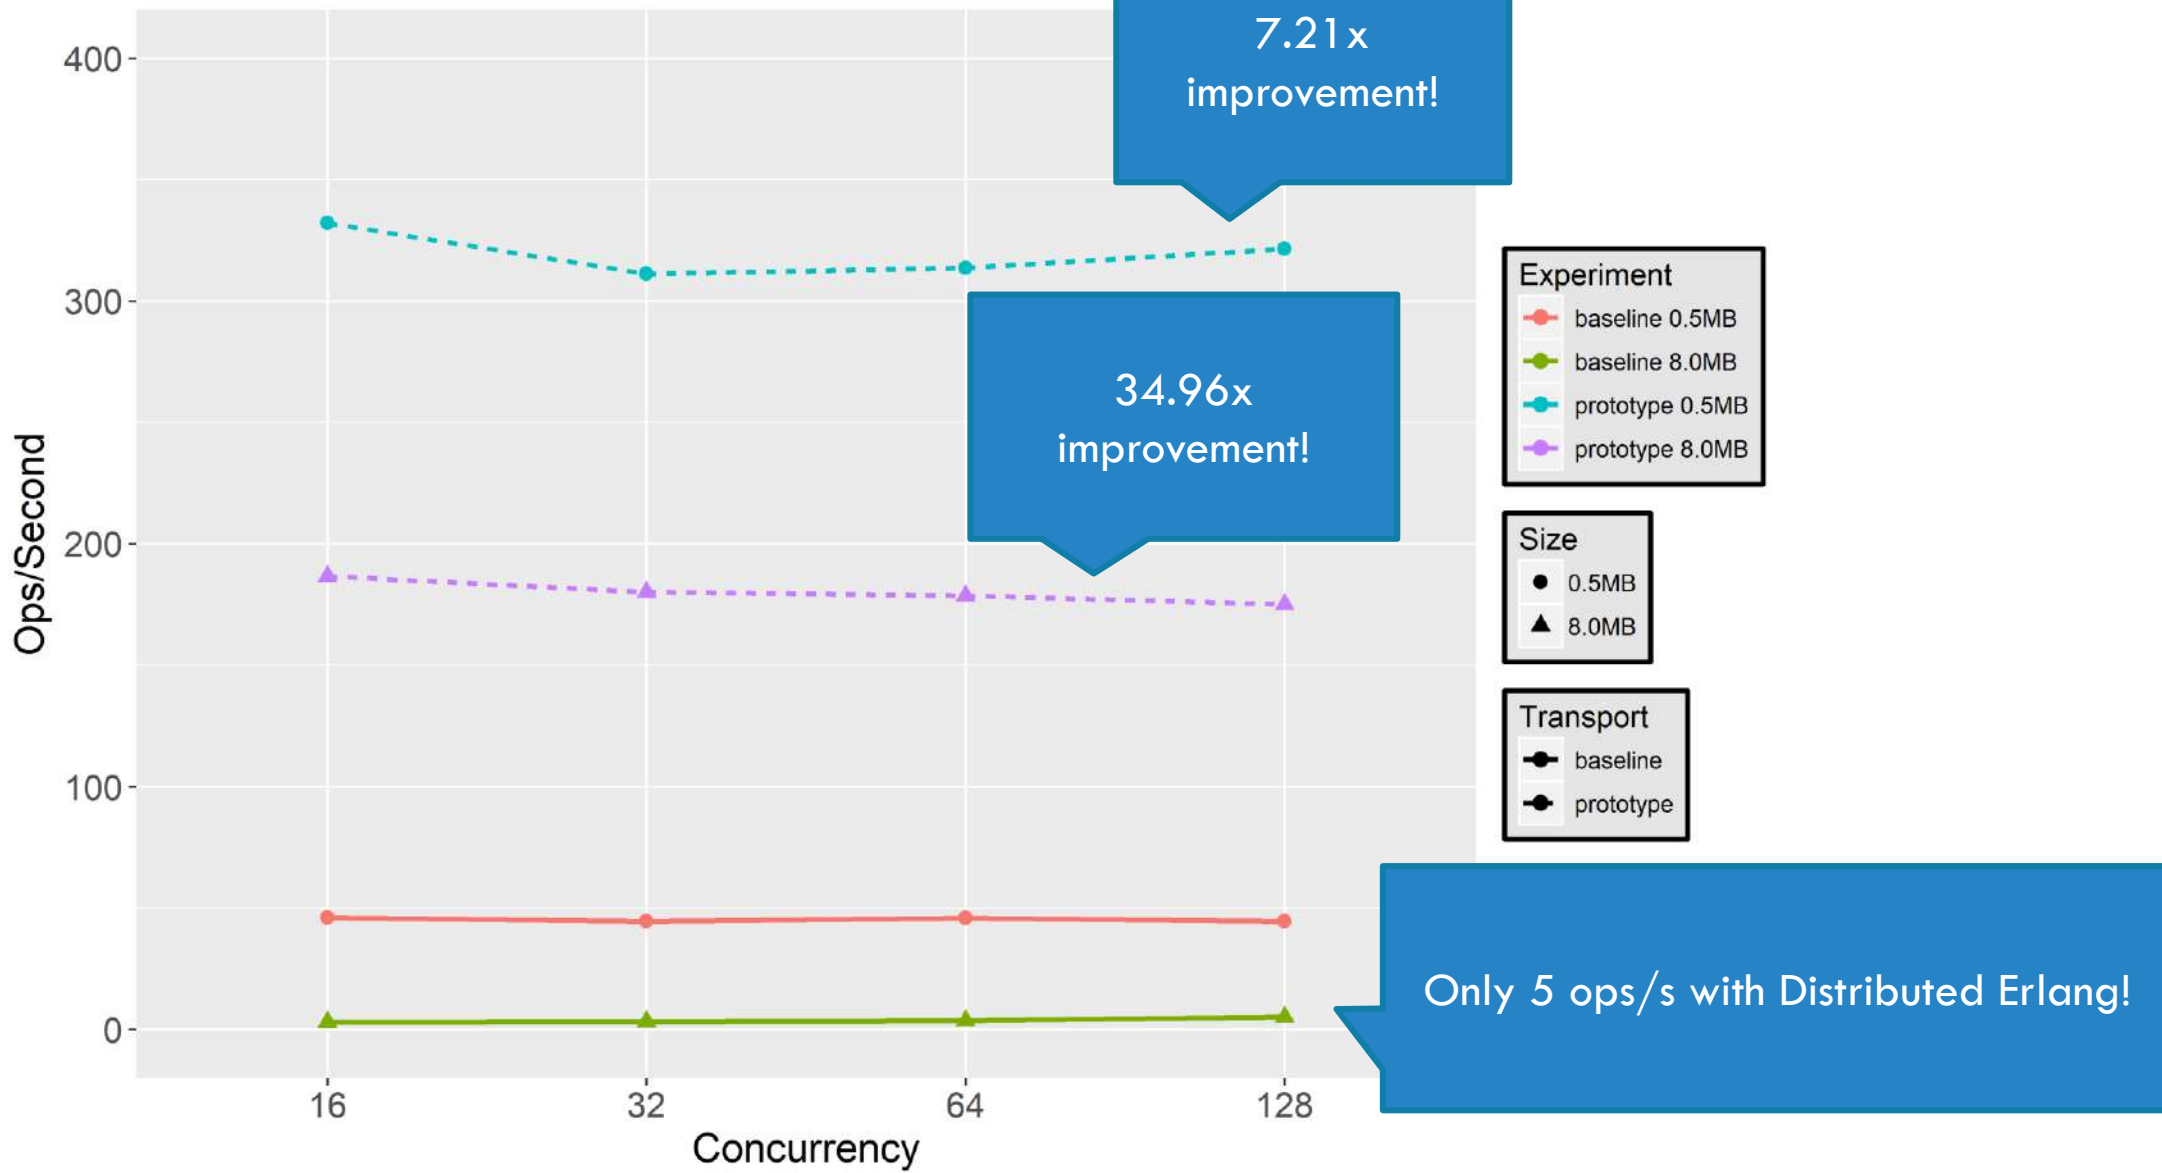 7.21x
improvement!
34.96x
improvement!
Only 5 ops/s with Distributed Erlang!
400
300
200
100
0
Ops/Second
16
32
64
128
Concurrency
Experiment
baseline 0.5MB
baseline 8.0MB
prototype 0.5MB
prototype 8.0MB
Size
0.5MB
8.0MB
Transport
baseline
prototype